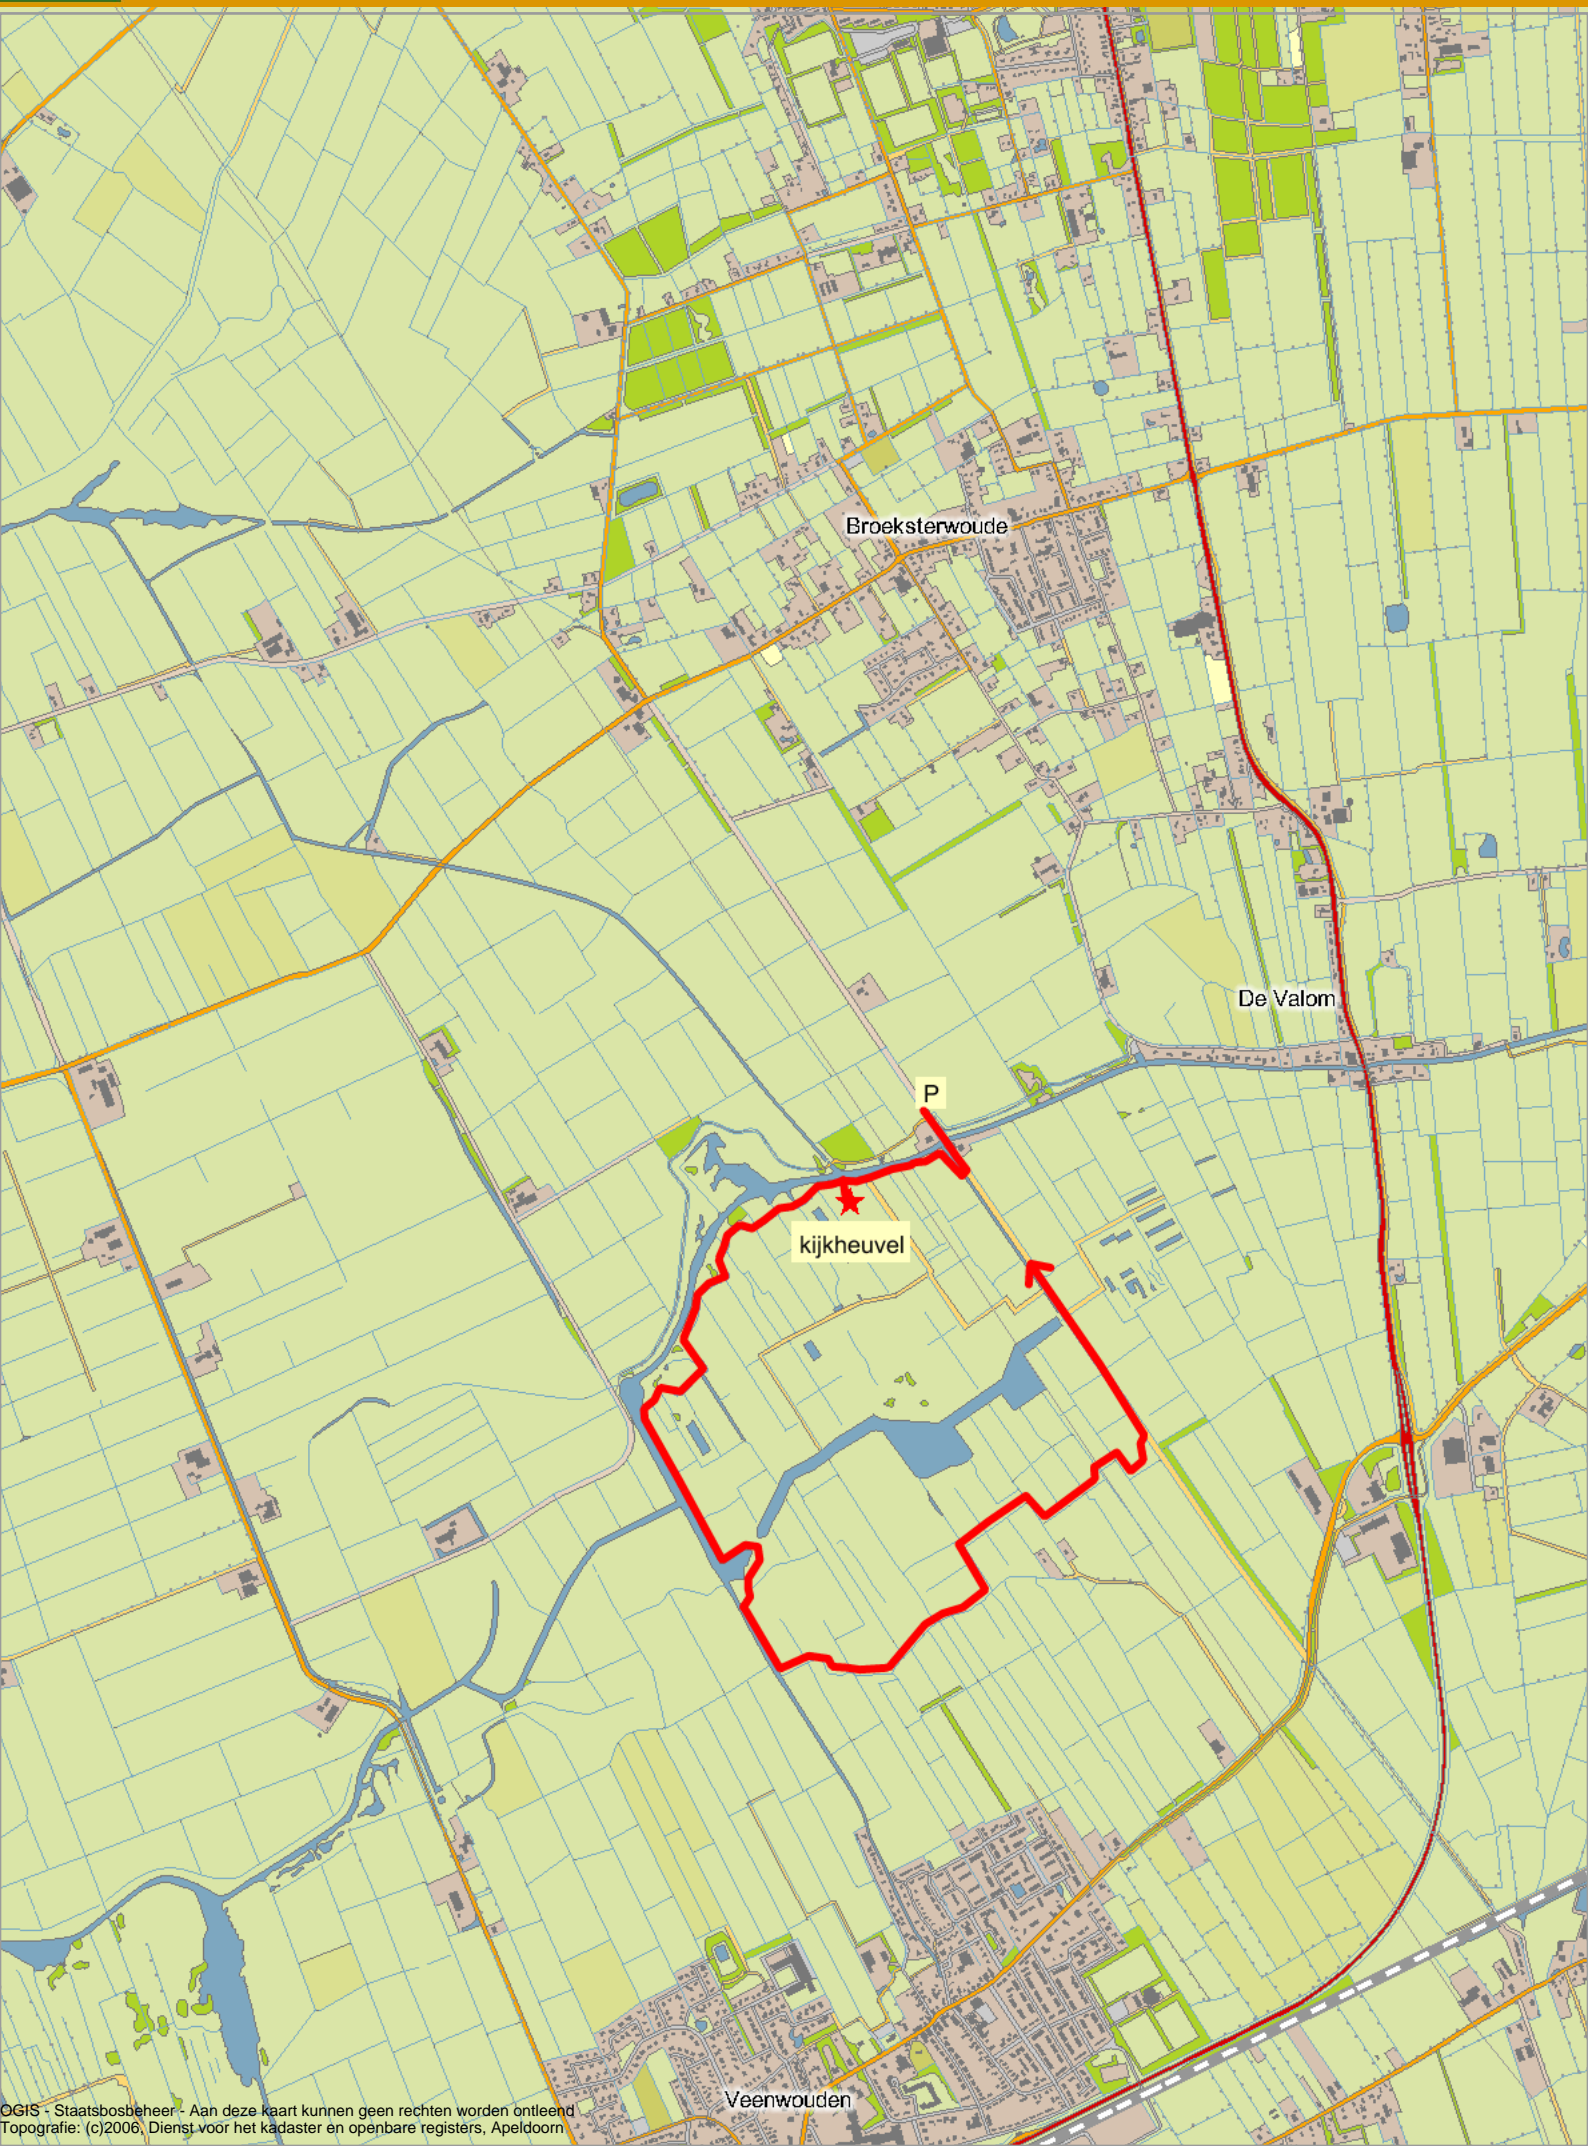 Broeksterwoude
De Valom
P
kijkheuvel
Veenwouden
OGIS - Staatsbosbeheer - Aan deze kaart kunnen geen rechten worden ontleend
Topografie: (c)2006, Dienst voor het kadaster en openbare registers, Apeldoorn